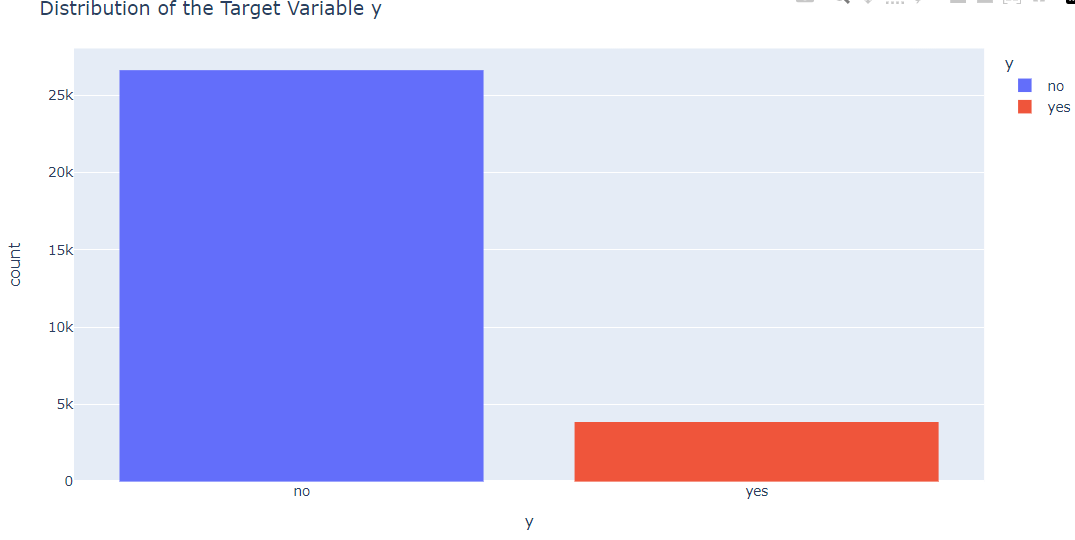 Distribution of the Target Variable y
y
no
yes
25k
20k
15k
10k
5k
0
count
no
yes
y